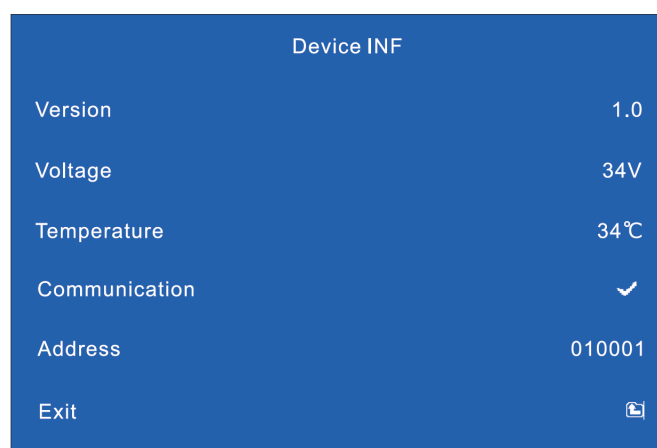 Device INF
Version 1.0
Voltage 34V
Temperature 34℃
Communication ✓
Address 010001
Exit